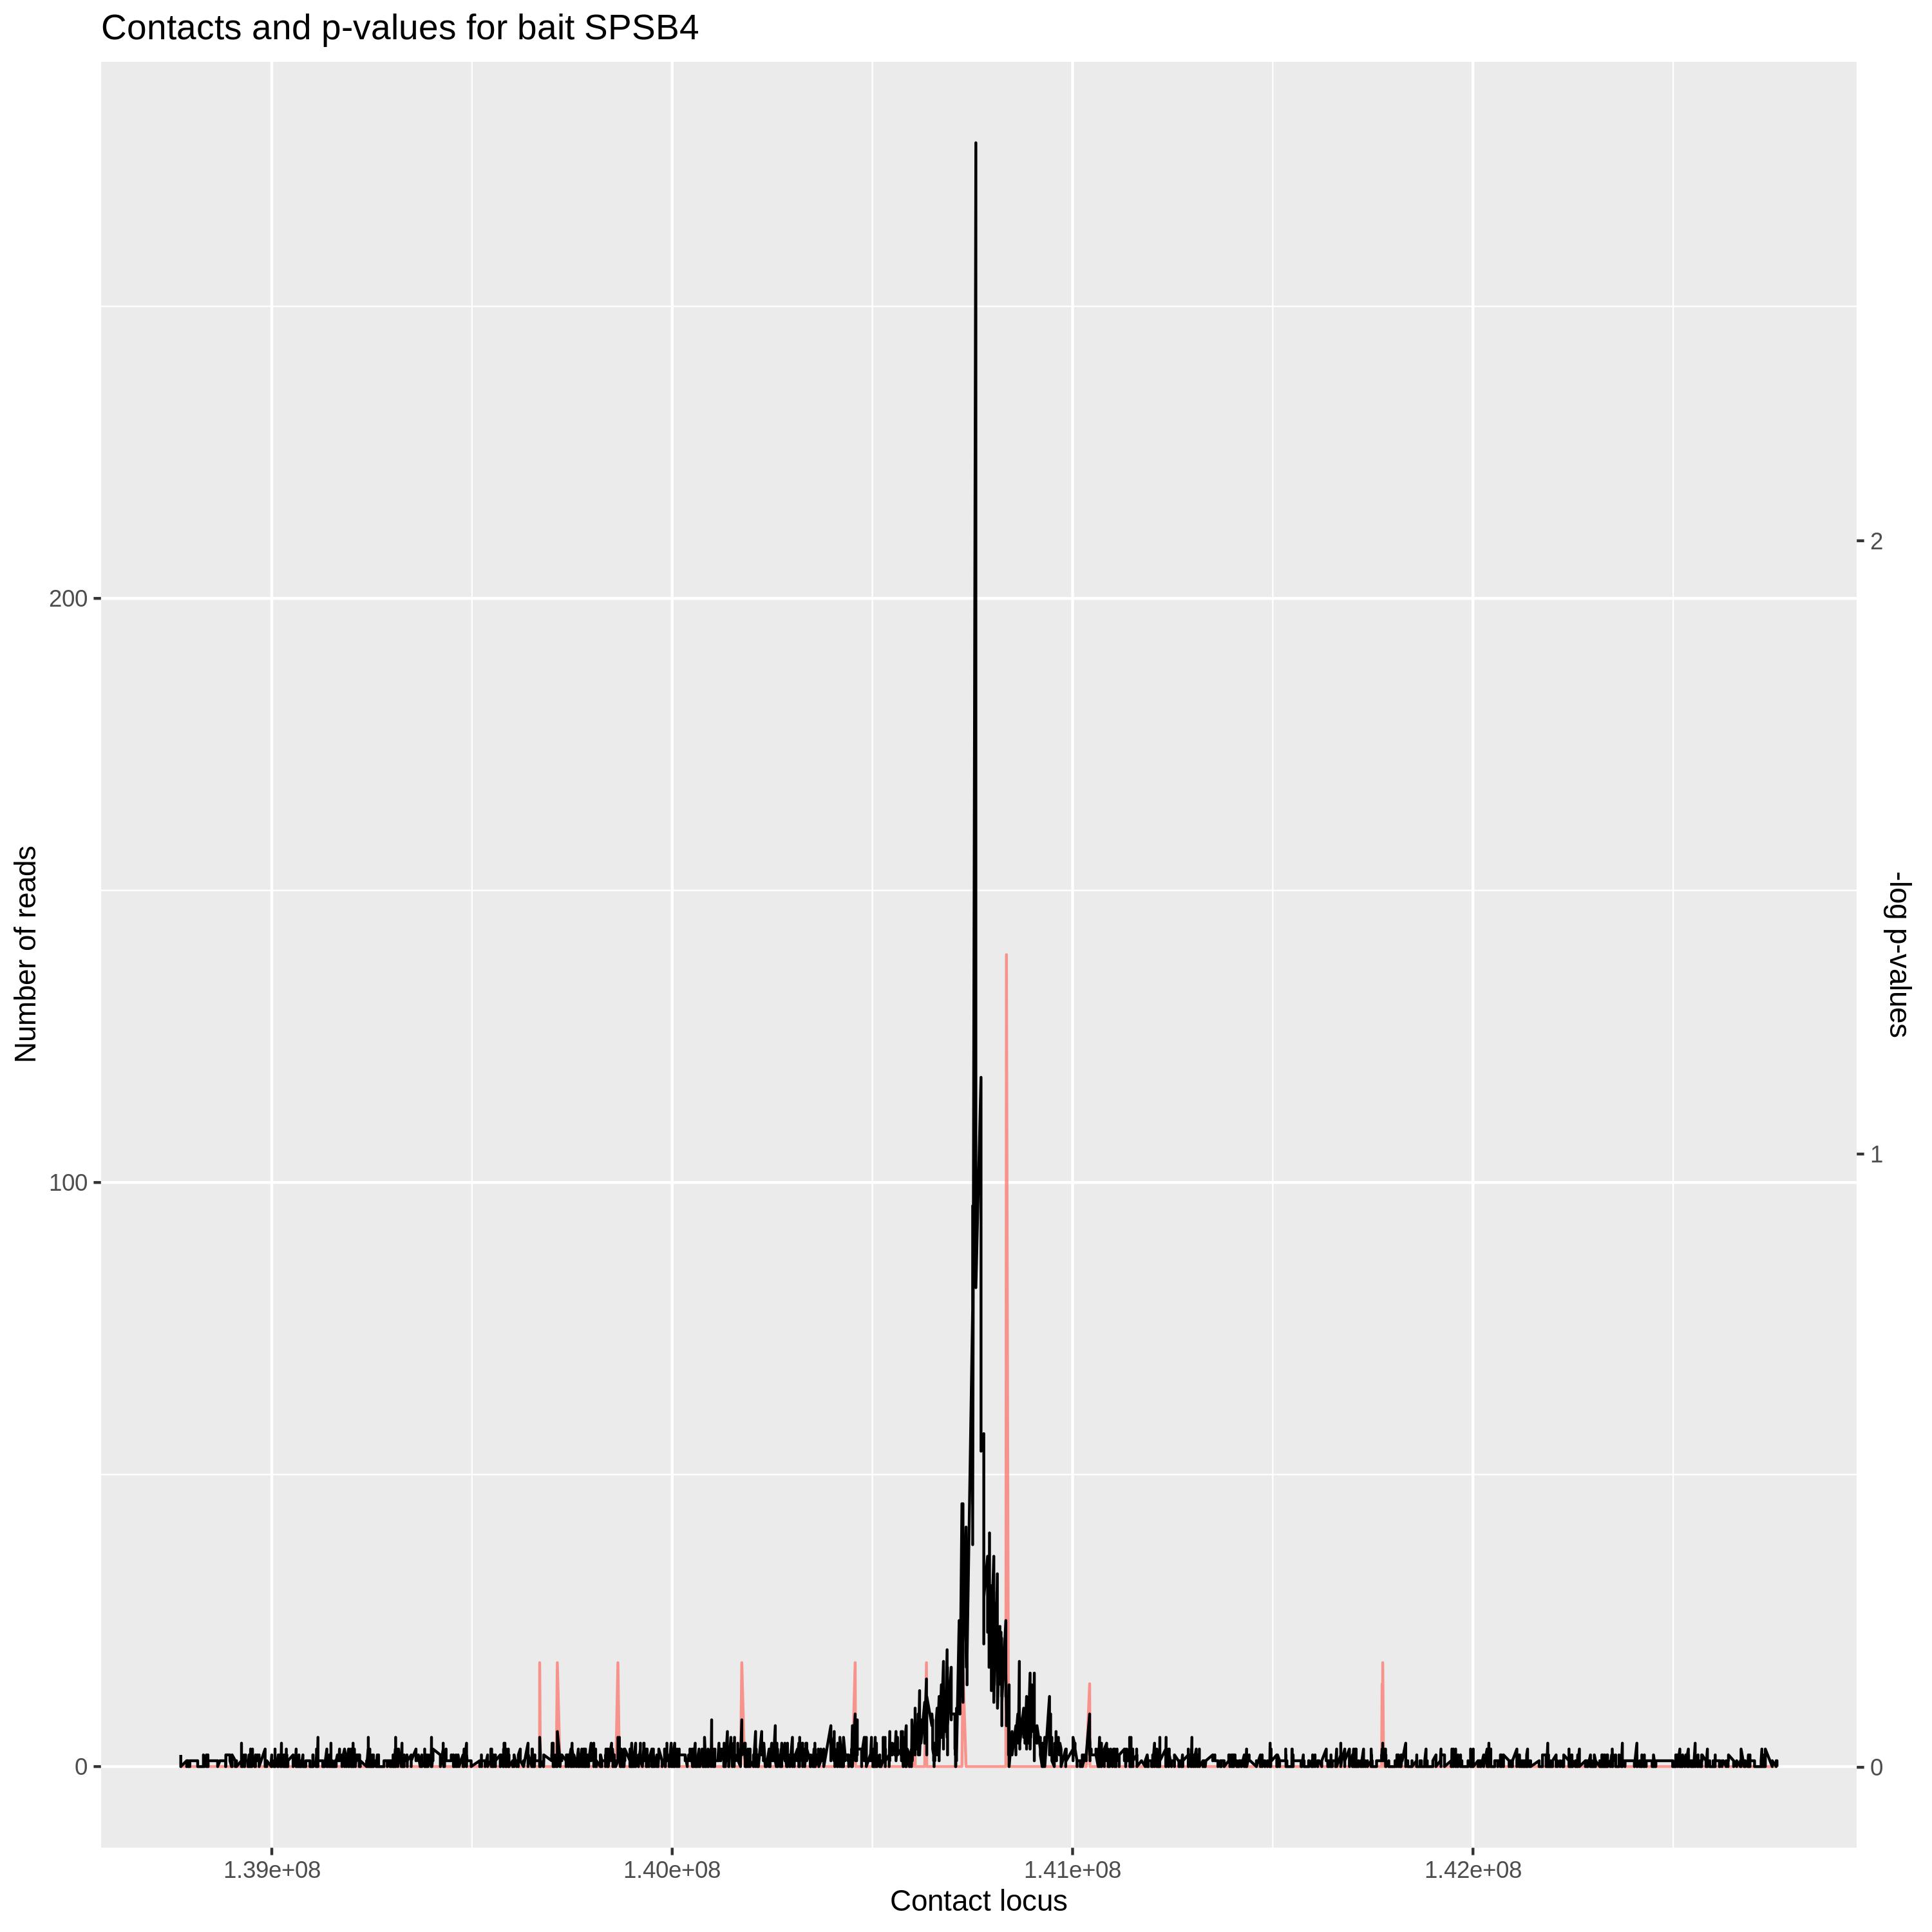 Contacts and p-values for bait SPSB4
Number of reads
200
100
0
2
1
0
-log p-values
1.39e+08
1.40e+08
1.41e+08
1.42e+08
Contact locus